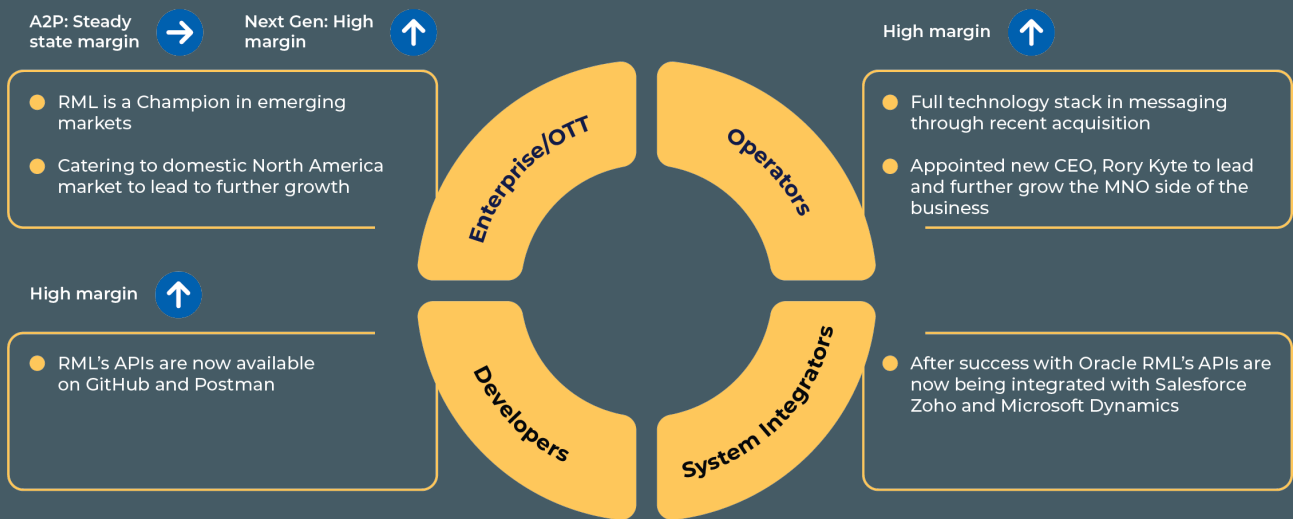 A2P: Steady
state margin
Next Gen: High
margin
RML is a Champion in emerging
markets
Catering to domestic North America
market to lead to further growth
Enterprise/OTT
High margin
Operators
Full technology stack in messaging
through recent acquisition
Appointed new CEO, Rory Kyte to lead
and further grow the MNO side of the
business
High margin
RML's APIs are now available
on GitHub and Postman
Developers
System Integrators
After success with Oracle RML's APIs are
now being integrated with Salesforce
Zoho and Microsoft Dynamics